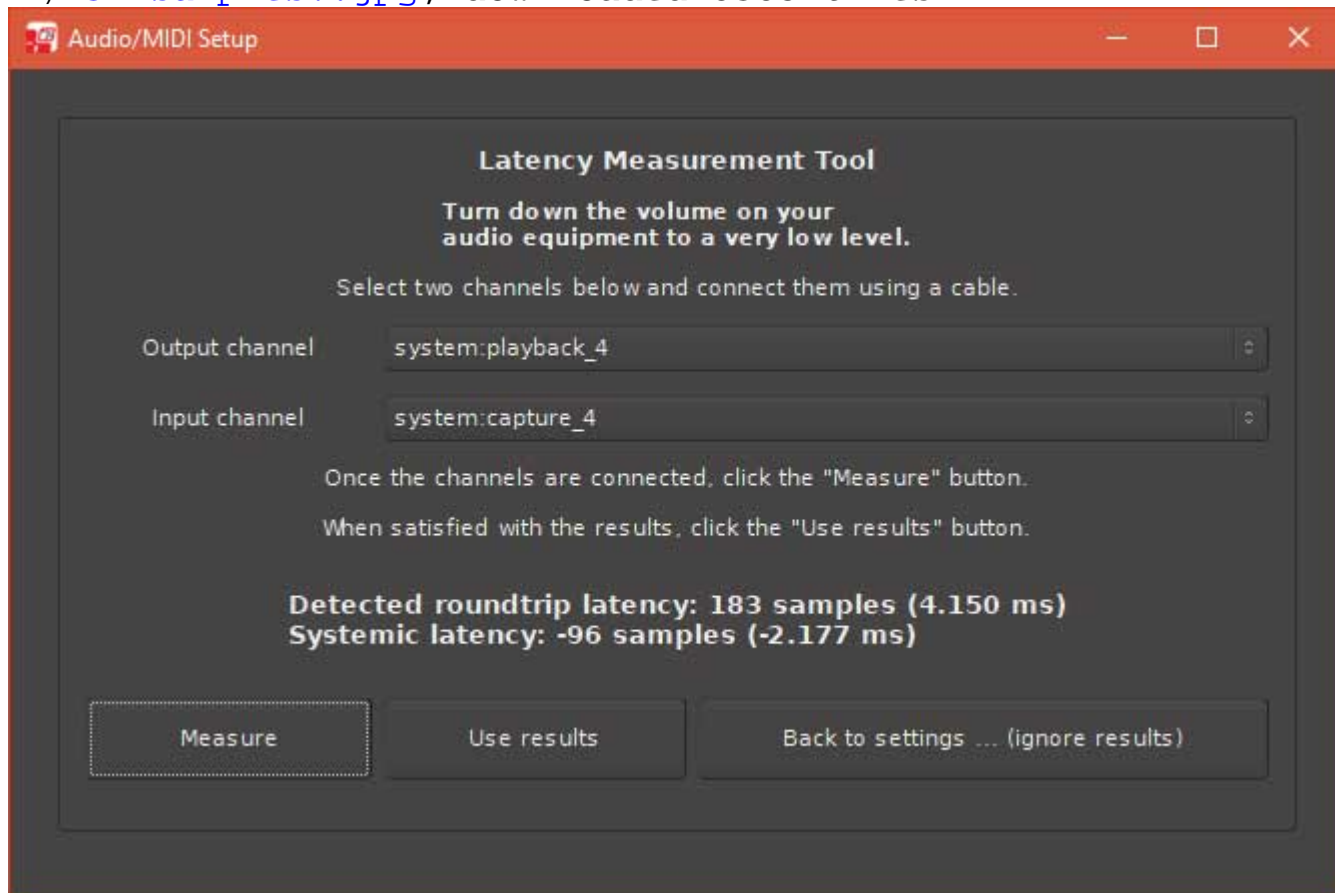 Audio/MIDI Setup
Latency Measurement Tool
Turn down the volume on your
audio equipment to a very low level.
Select two channels below and connect them using a cable.
Output channel system:playback_4
Input channel system:capture_4
Once the channels are connected, click the "Measure" button.
When satisfied with the results, click the "Use results" button.
Detected roundtrip latency: 183 samples (4.150 ms)
Systemic latency: -96 samples (-2.177 ms)
Measure Use results Back to settings ... (ignore results)